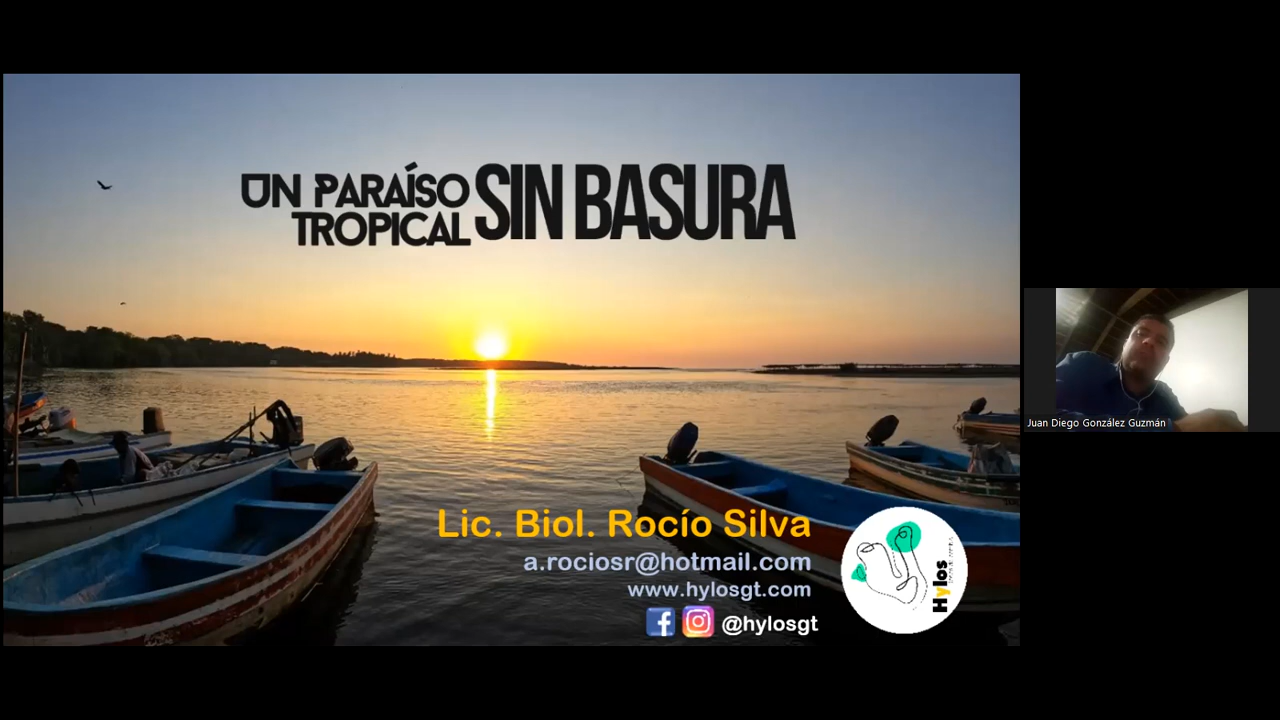 UN PARAÍSO
TROPICAL
SIN BASURA
Lic. Biol. Rocío Silva
a.rociosr@hotmail.com
www.hylosgt.com
@hylosgt
Hylos
Juan Diego González Guzmán